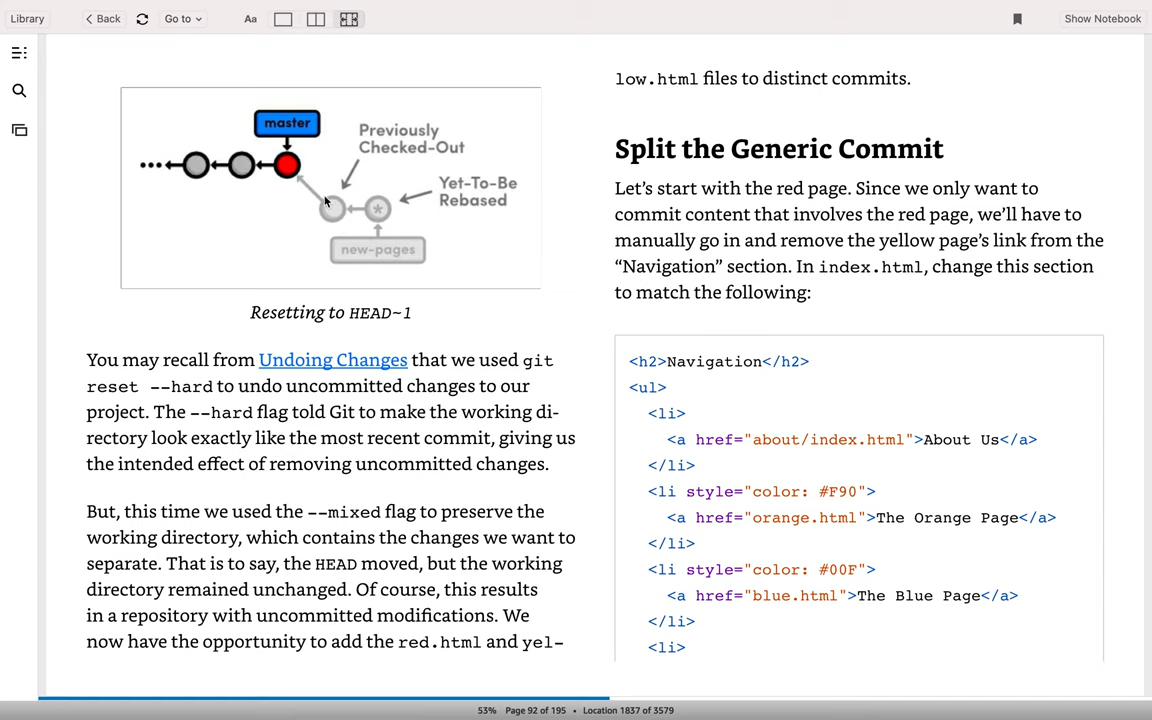 Library
Back
Go to
Aa
Show Notebook
master
Previously
Checked-Out
Yet-To-Be
Rebased
*
new-pages
Resetting to HEAD~1
You may recall from Undoing Changes that we used git
reset --hard to undo uncommitted changes to our
project. The --hard flag told Git to make the working di-
rectory look exactly like the most recent commit, giving us
the intended effect of removing uncommitted changes.
But, this time we used the --mixed flag to preserve the
working directory, which contains the changes we want to
separate. That is to say, the HEAD moved, but the working
directory remained unchanged. Of course, this results
in a repository with uncommitted modifications. We
now have the opportunity to add the red.html and yel-
low.html files to distinct commits.
Split the Generic Commit
Let’s start with the red page. Since we only want to
commit content that involves the red page, we’ll have to
manually go in and remove the yellow page’s link from the
“Navigation” section. In index.html, change this section
to match the following:
<h2>Navigation</h2>
<ul>
<li>
<a href="about/index.html">About Us</a>
</li>
<li style="color: #F90">
<a href="orange.html">The Orange Page</a>
</li>
<li style="color: #00F">
<a href="blue.html">The Blue Page</a>
</li>
<li>
53% Page 92 of 195 • Location 1837 of 3579